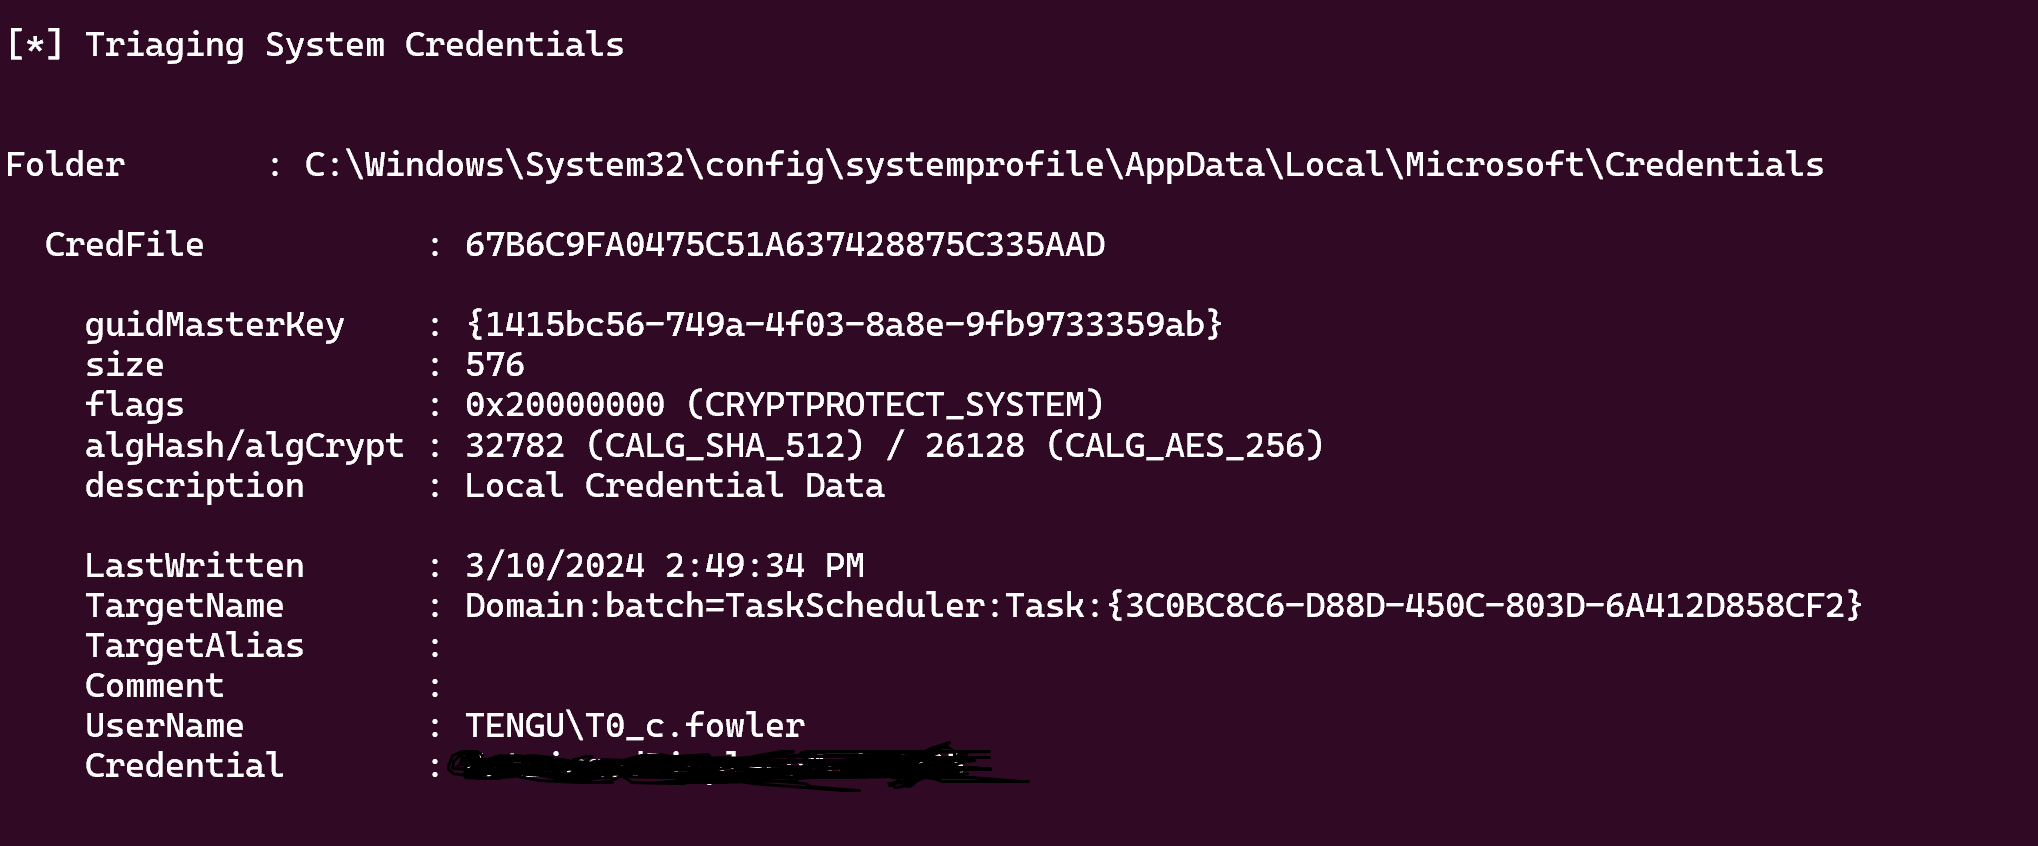 [*] Triaging System Credentials
Folder : C:\Windows\System32\config\systemprofile\AppData\Local\Microsoft\Credentials
CredFile : 67B6C9FA0475C51A637428875C335AAD
guidMasterKey : {1415bc56-749a-4f03-8a8e-9fb9733359ab}
size : 576
flags : 0x20000000 (CRYPTPROTECT_SYSTEM)
algHash/algCrypt : 32782 (CALG_SHA_512) / 26128 (CALG_AES_256)
description : Local Credential Data
LastWritten : 3/10/2024 2:49:34 PM
TargetName : Domain:batch=TaskScheduler:Task:{3C0BC8C6-D88D-450C-803D-6A412D858CF2}
TargetAlias :
Comment :
UserName : TENGU\T0_c.fowler
Credential :